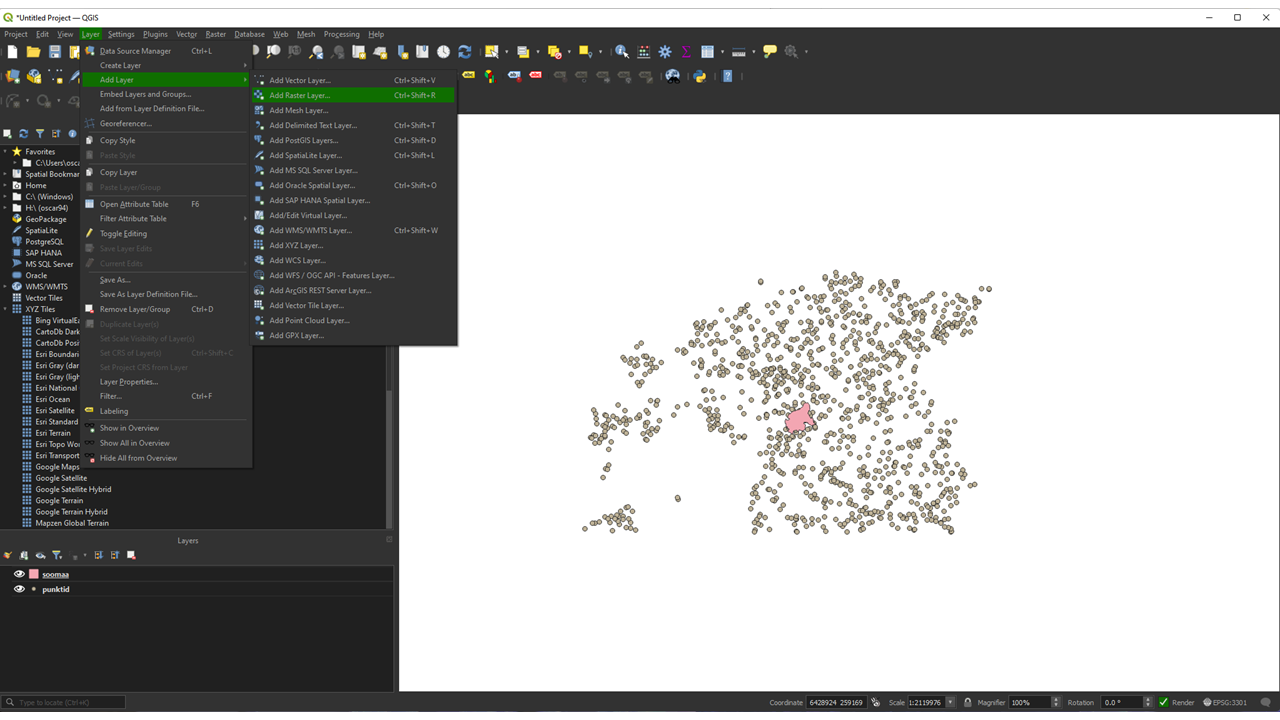 *Untitled Project — QGIS
Project Edit View Layer Settings Plugins Vector Raster Database Web Mesh Processing Help
Data Source Manager Ctrl+L
Create Layer
Add Layer
Embed Layers and Groups...
Add from Layer Definition File...
Georeferencer...
Copy Style
Paste Style
Copy Layer
Paste Layer/Group
Open Attribute Table F6
Filter Attribute Table
Toggle Editing
Save Layer Edits
Current Edits
Save As...
Save As Layer Definition File...
Remove Layer/Group Ctrl+D
Duplicate Layer(s)
Set Scale Visibility of Layer(s)
Set CRS of Layer(s) Ctrl+Shift+C
Set Project CRS from Layer
Layer Properties...
Filter... Ctrl+F
Labeling
Show in Overview
Show All in Overview
Hide All from Overview
Add Vector Layer... Ctrl+Shift+V
Add Raster Layer... Ctrl+Shift+R
Add Mesh Layer...
Add Delimited Text Layer... Ctrl+Shift+T
Add PostGIS Layers... Ctrl+Shift+D
Add SpatiaLite Layer... Ctrl+Shift+L
Add MS SQL Server Layer...
Add Oracle Spatial Layer... Ctrl+Shift+O
Add SAP HANA Spatial Layer...
Add/Edit Virtual Layer...
Add WMS/WMTS Layer... Ctrl+Shift+W
Add XYZ Layer...
Add WCS Layer...
Add WFS / OGC API - Features Layer...
Add ArcGIS REST Server Layer...
Add Vector Tile Layer...
Add Point Cloud Layer...
Add GPX Layer...
Favorites
C:\Users\osca
Spatial Bookmar
Home
C:\ (Windows)
H:\ (oscar94)
GeoPackage
SpatiaLite
PostgreSQL
SAP HANA
MS SQL Server
Oracle
WMS/WMTS
Vector Tiles
XYZ Tiles
Bing VirtualEa
CartoDb Dark
CartoDb Posi
Esri Boundari
Esri Gray (dar
Esri Gray (ligh
Esri National
Esri Ocean
Esri Satellite
Esri Standard
Esri Terrain
Esri Topo Wo
Esri Transport
Google Maps
Google Satellite
Google Satellite Hybrid
Google Terrain
Google Terrain Hybrid
Mapzen Global Terrain
Layers
soomaa
punktid
Type to locate (Ctrl+K)
Coordinate 6428924 259169 Scale 1:2119976 Magnifier 100% Rotation 0.0 ° Render EPSG:3301